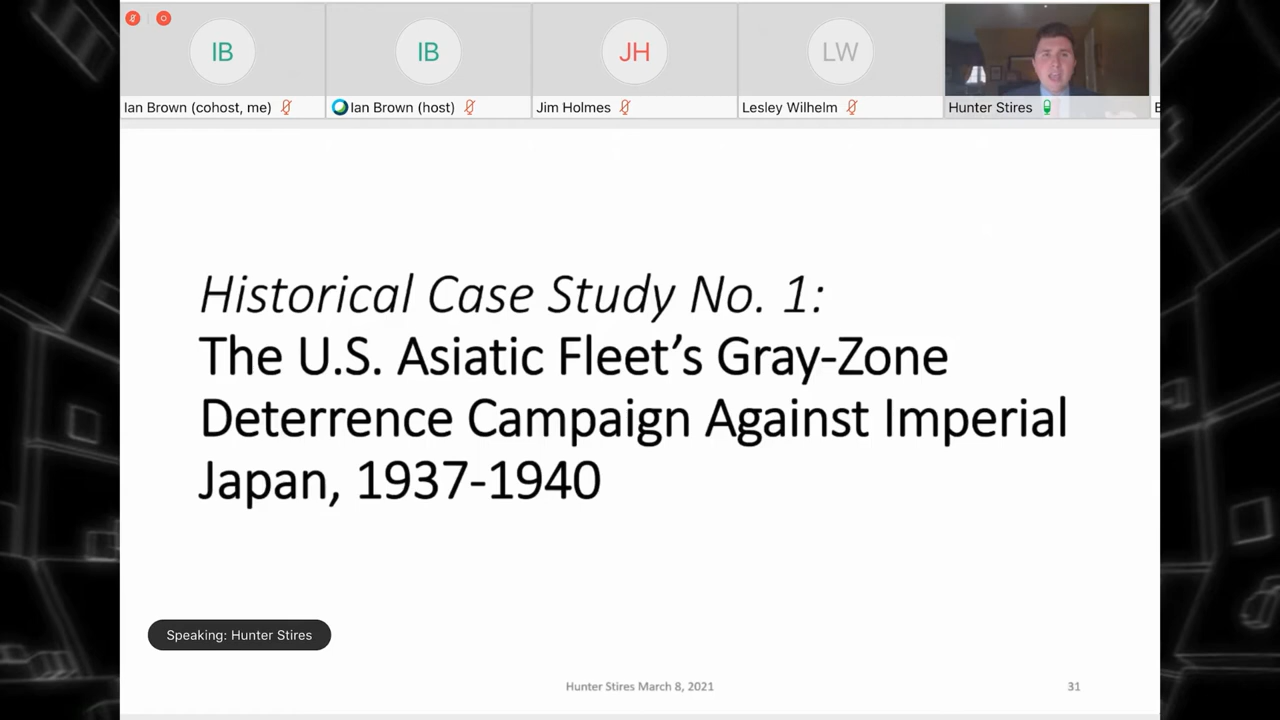 IB
IB
JH
LW
Ian Brown (cohost, me)
Ian Brown (host)
Jim Holmes
Lesley Wilhelm
Hunter Stires
E
Historical Case Study No. 1:
The U.S. Asiatic Fleet's Gray-Zone
Deterrence Campaign Against Imperial
Japan, 1937-1940
Speaking: Hunter Stires
Hunter Stires March 8, 2021
31